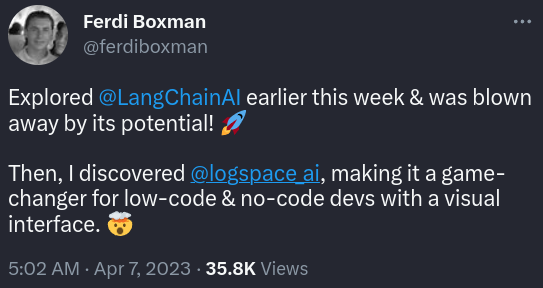 Ferdi Boxman
@ferdiboxman
Explored @LangChainAI earlier this week & was blown
away by its potential! 🚀
Then, I discovered @logspace_ai, making it a game-
changer for low-code & no-code devs with a visual
interface. 🤯
5:02 AM · Apr 7, 2023 · 35.8K Views